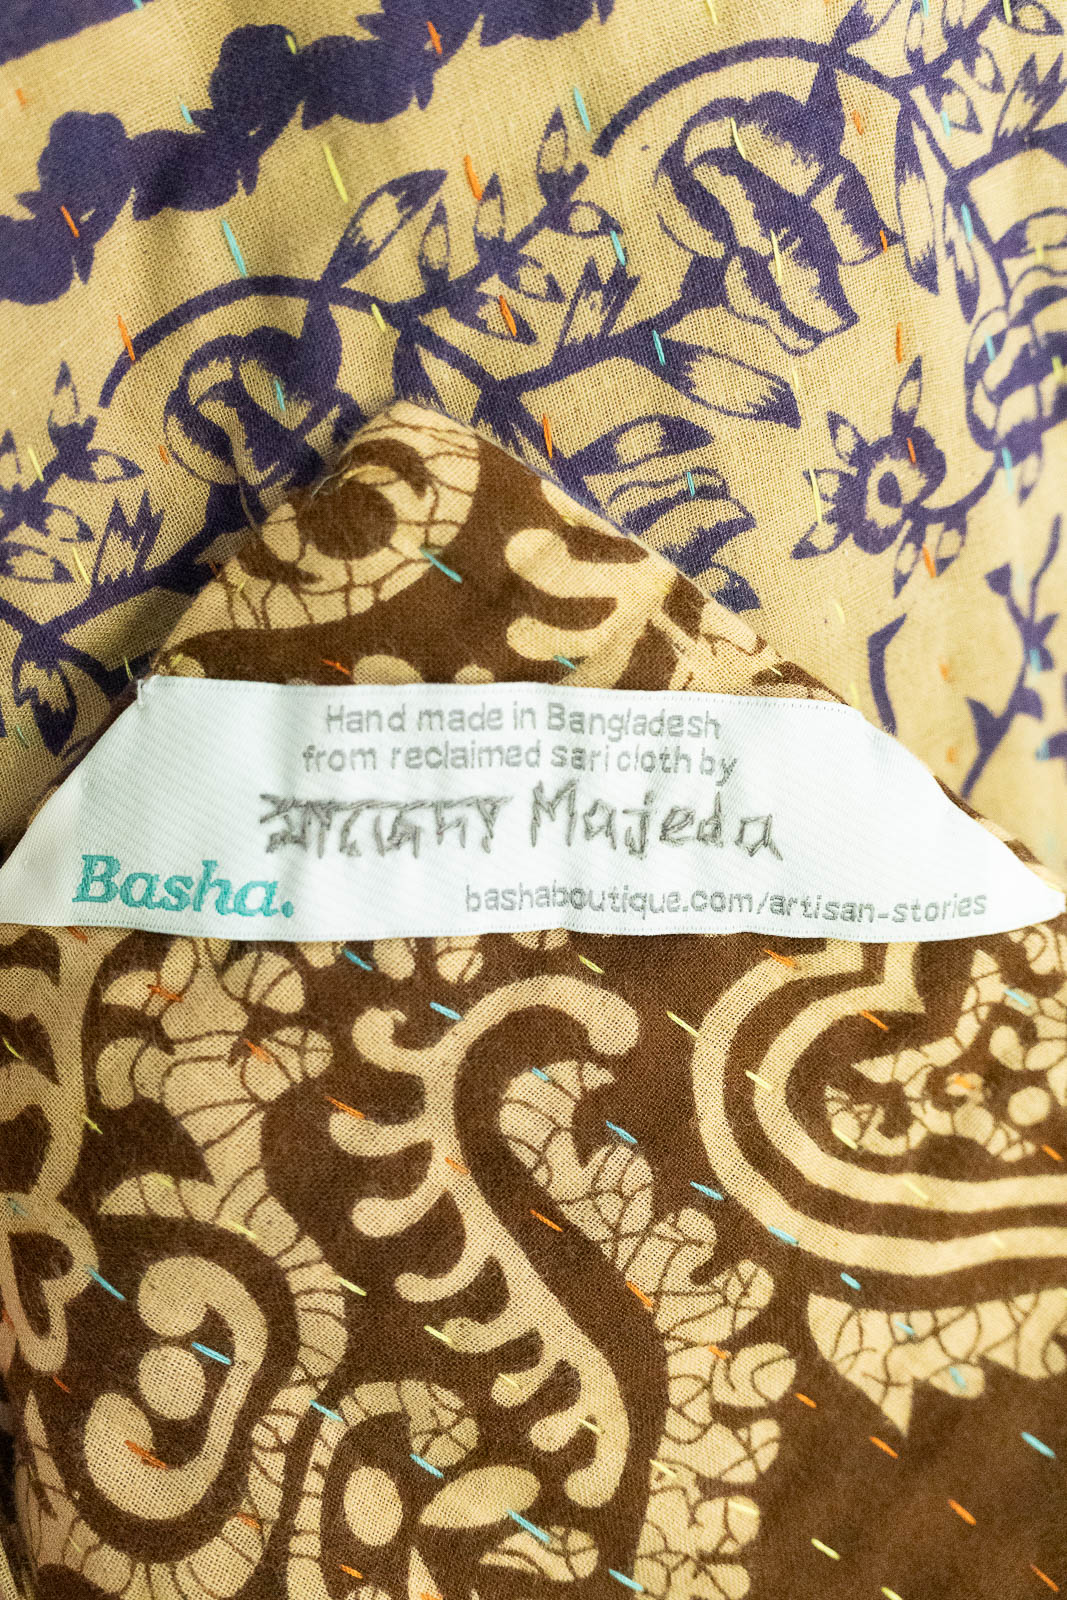 Hand made in Bangladesh
from reclaimed sari cloth by
মাজেদা Majeda
Basha.
bashaboutique.com/artisan-stories